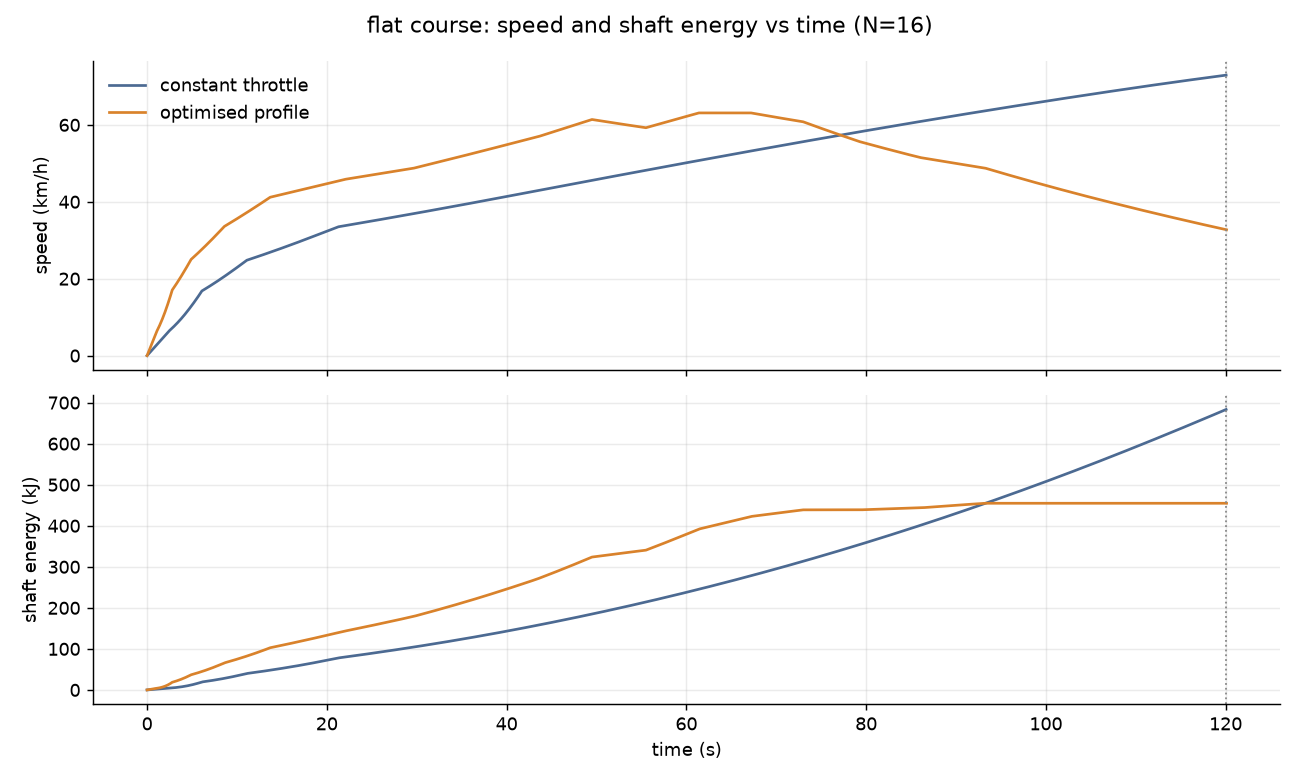 flat course: speed and shaft energy vs time (N=16)
constant throttle
optimised profile
speed (km/h)
60
40
20
0
shaft energy (kJ)
700
600
500
400
300
200
100
0
0 20 40 60 80 100 120
time (s)